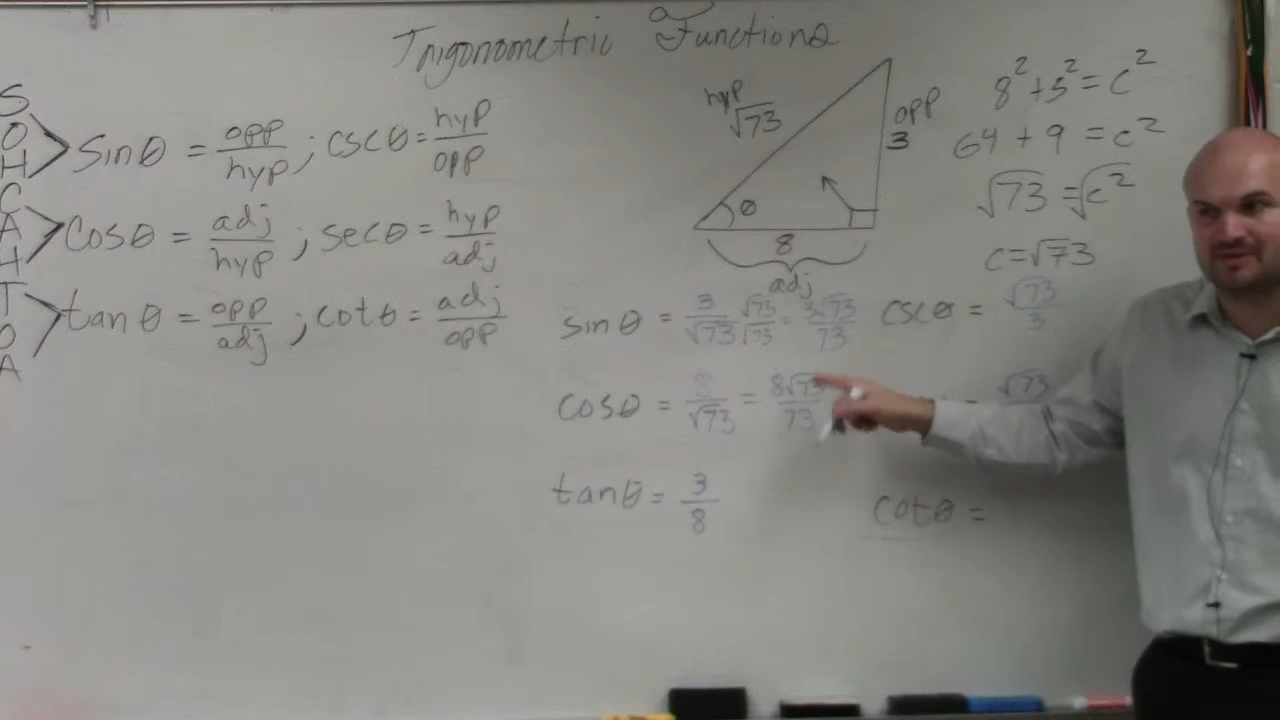 Trigonometric Functions
S
O
H
C
A
H
T
O
A
sinθ = opp/hyp ; cscθ = hyp/opp
cosθ = adj/hyp ; secθ = hyp/adj
tanθ = opp/adj ; cotθ = adj/opp
hyp
√73
opp
3
θ
8
adj
8² + 3² = c²
64 + 9 = c²
√73 = √c²
c = √73
sinθ = 3/√73 √73/√73 = 3√73/73
cscθ = √73/3
cosθ = 8/√73 = 8√73/73
= √73
tanθ = 3/8
cotθ =